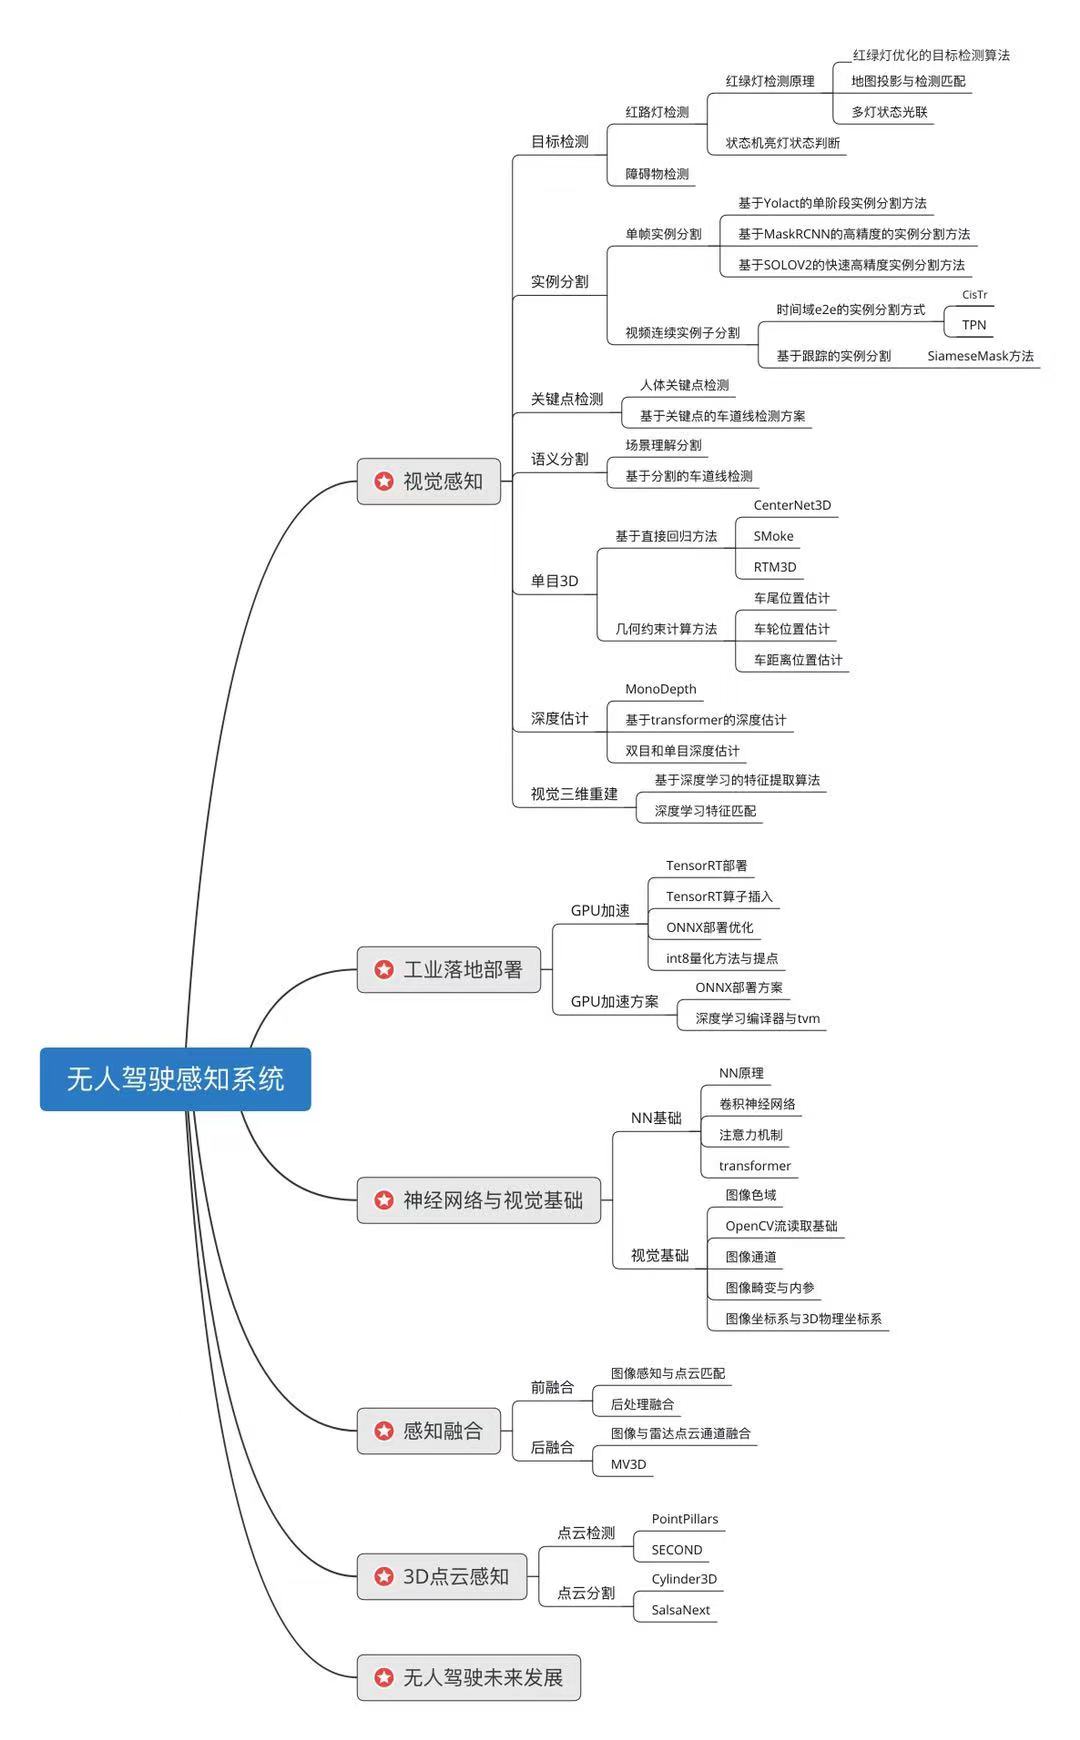 无人驾驶感知系统
视觉感知
目标检测
红路灯检测
红绿灯检测原理
红绿灯优化的目标检测算法
地图投影与检测匹配
多灯状态光联
状态机亮灯状态判断
障碍物检测
实例分割
单帧实例分割
基于Yolact的单阶段实例分割方法
基于MaskRCNN的高精度的实例分割方法
基于SOLOV2的快速高精度实例分割方法
视频连续实例子分割
时间域e2e的实例分割方式
CisTr
TPN
基于跟踪的实例分割
SiameseMask方法
关键点检测
人体关键点检测
基于关键点的车道线检测方案
语义分割
场景理解分割
基于分割的车道线检测
单目3D
基于直接回归方法
CenterNet3D
SMoke
RTM3D
几何约束计算方法
车尾位置估计
车轮位置估计
车距离位置估计
深度估计
MonoDepth
基于transformer的深度估计
双目和单目深度估计
视觉三维重建
基于深度学习的特征提取算法
深度学习特征匹配
工业落地部署
GPU加速
TensorRT部署
TensorRT算子插入
ONNX部署优化
int8量化方法与提点
GPU加速方案
ONNX部署方案
深度学习编译器与tvm
神经网络与视觉基础
NN基础
NN原理
卷积神经网络
注意力机制
transformer
视觉基础
图像色域
OpenCV流读取基础
图像通道
图像畸变与内参
图像坐标系与3D物理坐标系
感知融合
前融合
图像感知与点云匹配
后处理融合
后融合
图像与雷达点云通道融合
MV3D
3D点云感知
点云检测
PointPillars
SECOND
点云分割
Cylinder3D
SalsaNext
无人驾驶未来发展